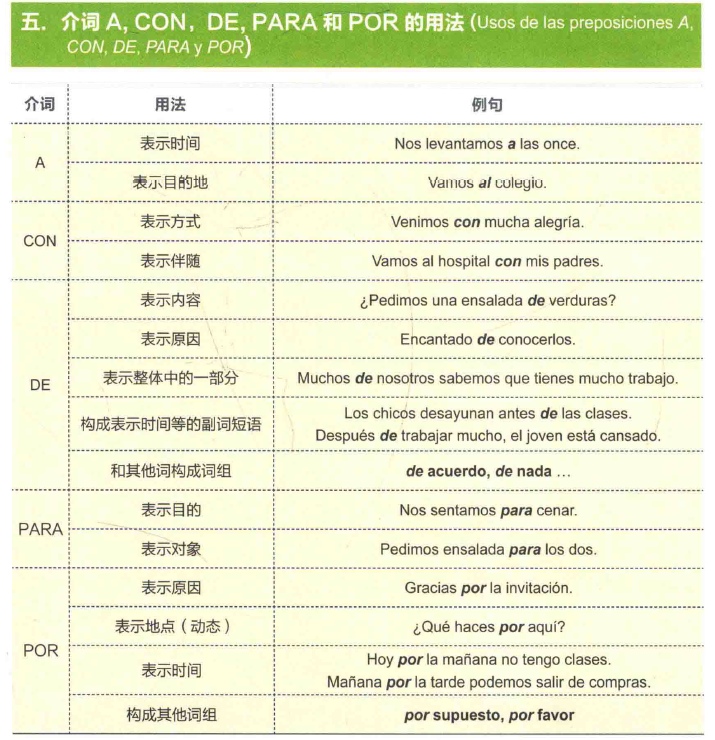 五. 介词 A, CON, DE, PARA 和 POR 的用法 (Usos de las preposiciones A,
CON, DE, PARA y POR)
介词 用法 例句
A
表示时间 Nos levantamos a las once.
表示目的地 Vamos al colegio.
CON
表示方式 Venimos con mucha alegría.
表示伴随 Vamos al hospital con mis padres.
DE
表示内容 ¿Pedimos una ensalada de verduras?
表示原因 Encantado de conocerlos.
表示整体中的一部分 Muchos de nosotros sabemos que tienes mucho trabajo.
构成表示时间等的副词短语 Los chicos desayunan antes de las clases.
Después de trabajar mucho, el joven está cansado.
和其他词构成词组 de acuerdo, de nada …
PARA
表示目的 Nos sentamos para cenar.
表示对象 Pedimos ensalada para los dos.
POR
表示原因 Gracias por la invitación.
表示地点（动态） ¿Qué haces por aquí?
表示时间 Hoy por la mañana no tengo clases.
Mañana por la tarde podemos salir de compras.
构成其他词组 por supuesto, por favor